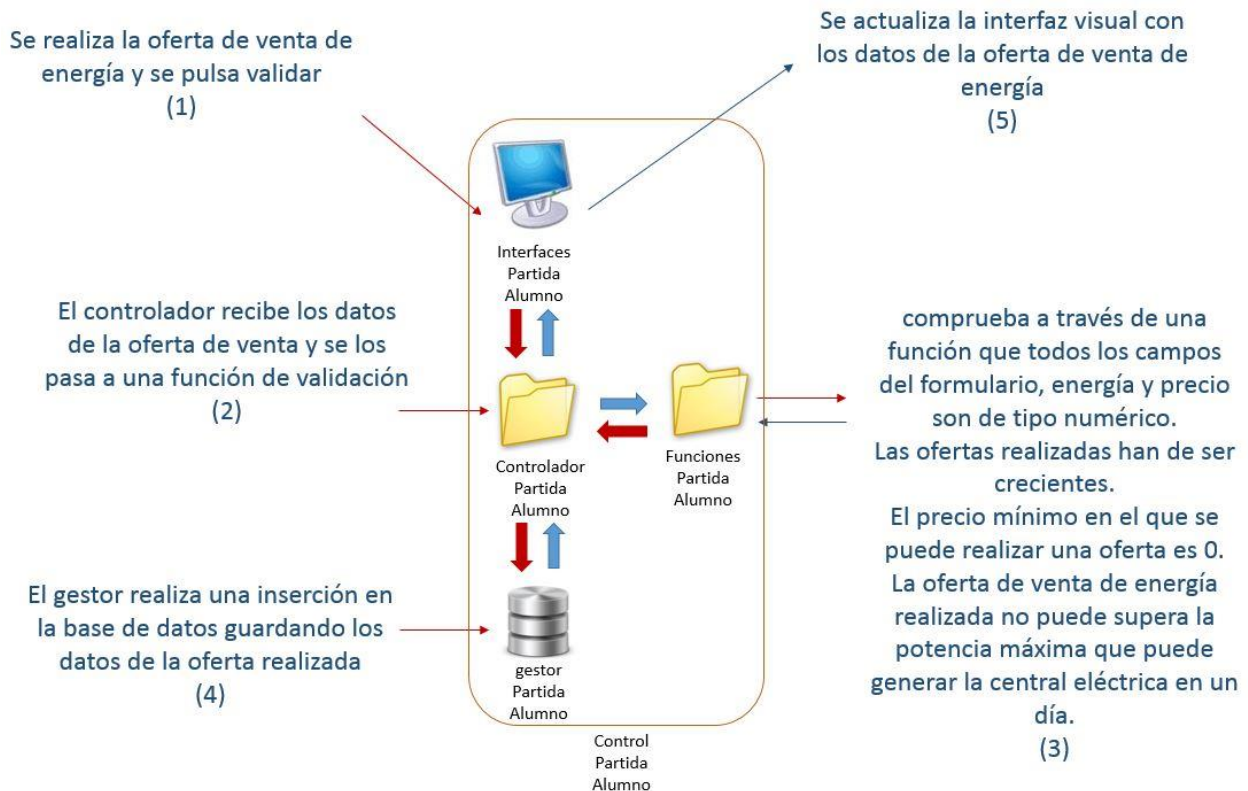 Se realiza la oferta de venta de
energía y se pulsa validar
(1)
Se actualiza la interfaz visual con
los datos de la oferta de venta de
energía
(5)
Interfaces
Partida
Alumno
El controlador recibe los datos
de la oferta de venta y se los
pasa a una función de validación
(2)
Controlador
Partida
Alumno
Funciones
Partida
Alumno
comprueba a través de una
función que todos los campos
del formulario, energía y precio
son de tipo numérico.
Las ofertas realizadas han de ser
crecientes.
El precio mínimo en el que se
puede realizar una oferta es 0.
La oferta de venta de energía
realizada no puede supera la
potencia máxima que puede
generar la central eléctrica en un
día.
(3)
El gestor realiza una inserción en
la base de datos guardando los
datos de la oferta realizada
(4)
gestor
Partida
Alumno
Control
Partida
Alumno